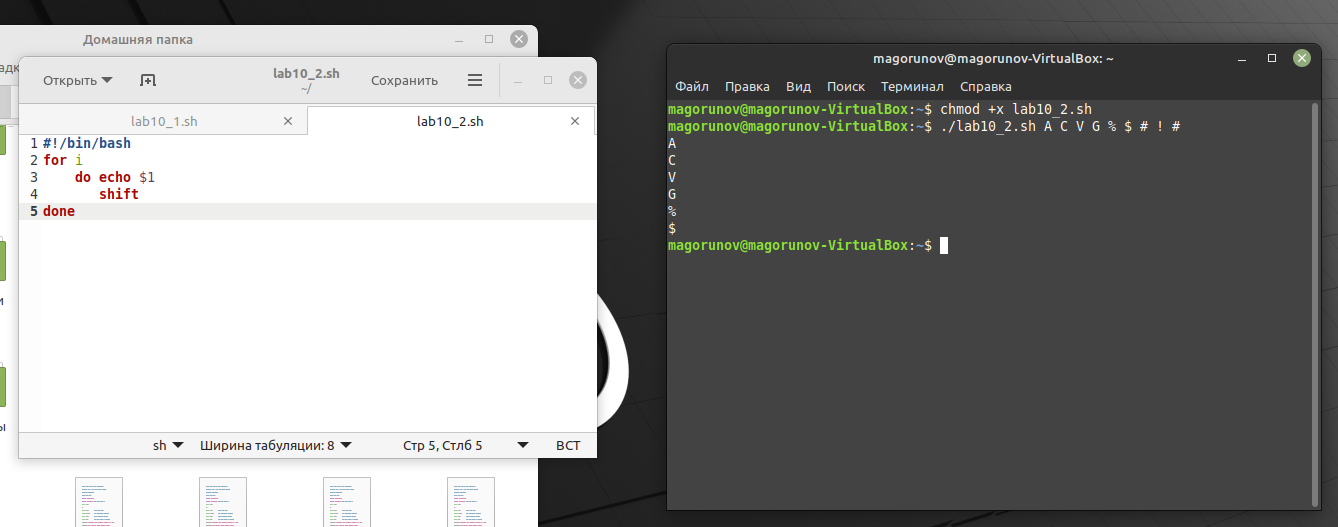 Домашняя папка
Открыть
lab10_2.sh
~/
Сохранить
lab10_1.sh
lab10_2.sh
1 #!/bin/bash
2 for i
3     do echo $1
4        shift
5 done
sh
Ширина табуляции: 8
Стр 5, Стлб 5
ВСТ
magorunov@magorunov-VirtualBox: ~
Файл Правка Вид Поиск Терминал Справка
magorunov@magorunov-VirtualBox:~$ chmod +x lab10_2.sh
magorunov@magorunov-VirtualBox:~$ ./lab10_2.sh A C V G % $ # ! #
A
C
V
G
%
$
magorunov@magorunov-VirtualBox:~$